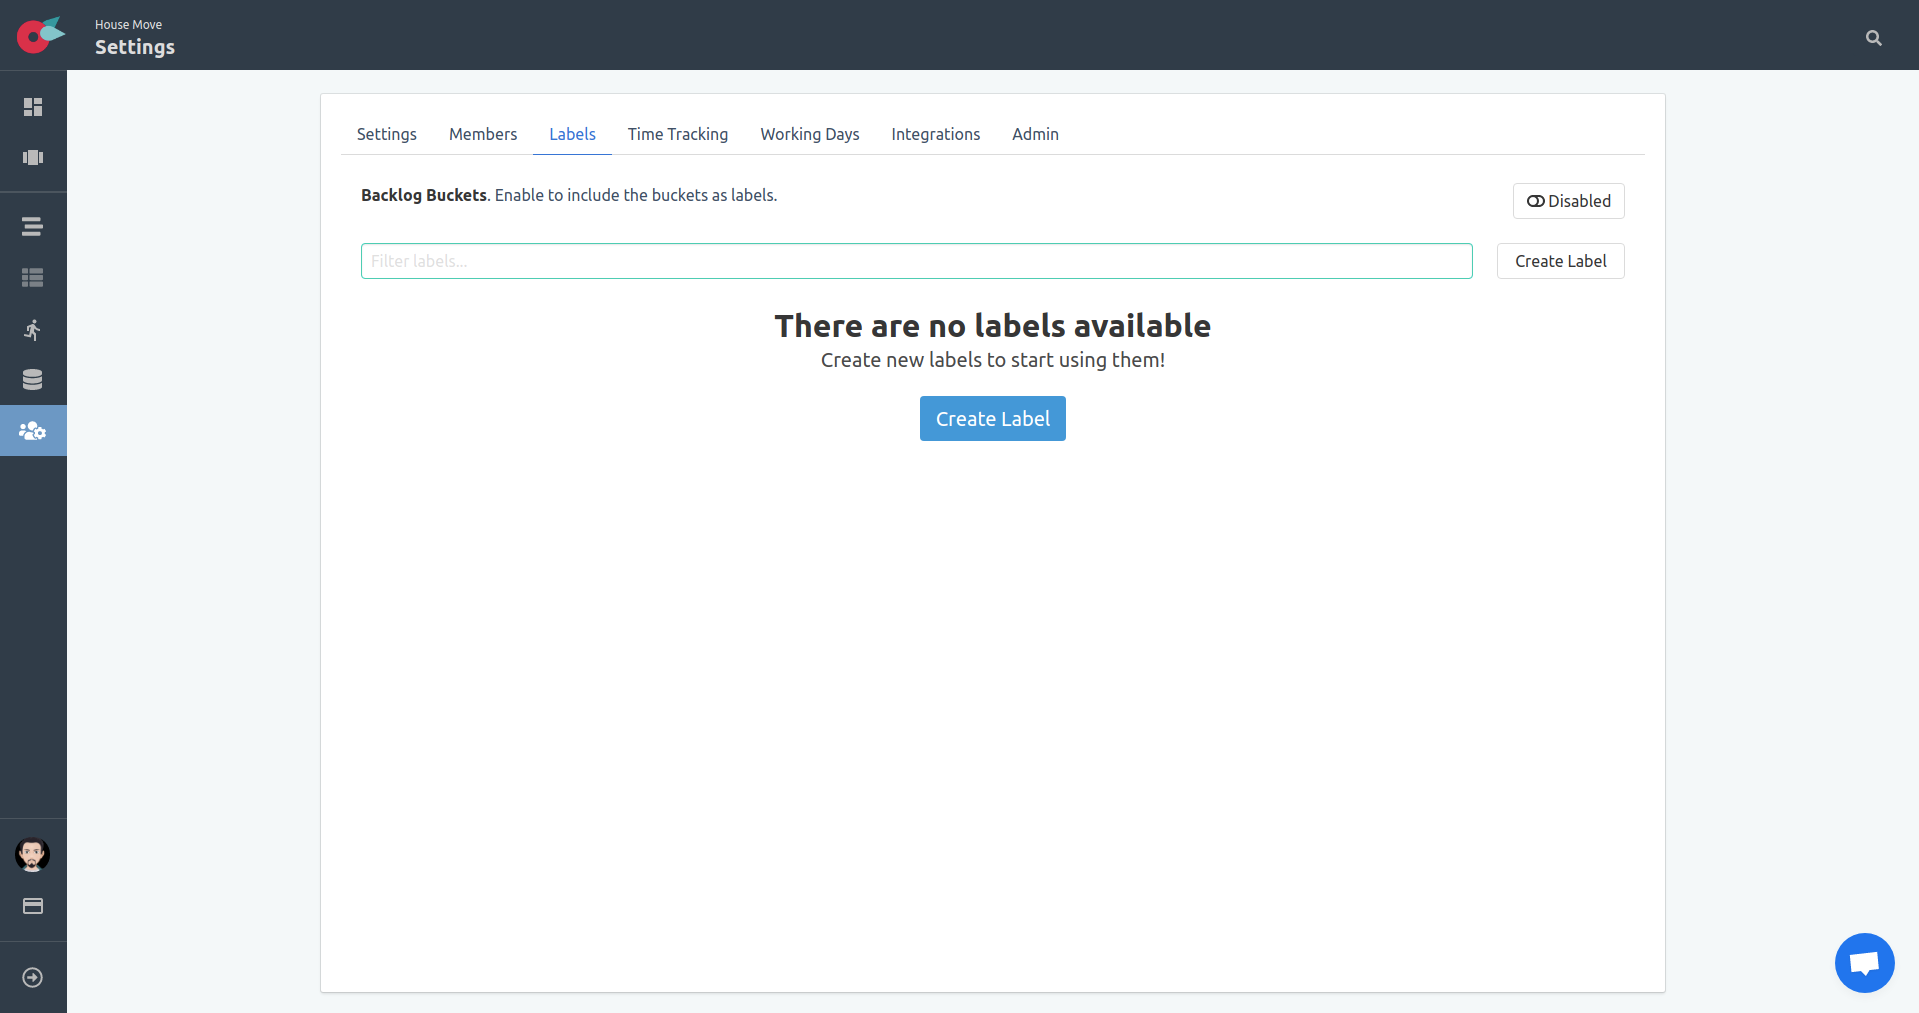 House Move
Settings
Settings Members Labels Time Tracking Working Days Integrations Admin
Backlog Buckets. Enable to include the buckets as labels. Disabled
Filter labels... Create Label
There are no labels available
Create new labels to start using them!
Create Label